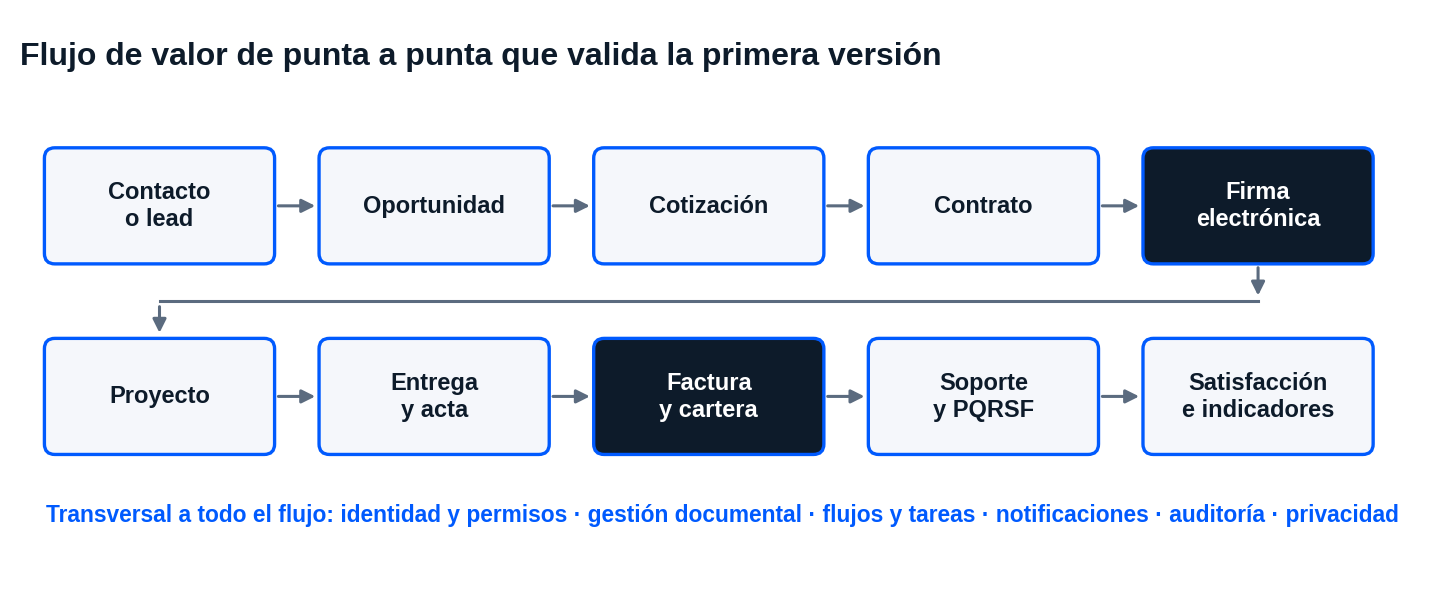 Flujo de valor de punta a punta que valida la primera versión
Contacto
o lead
Oportunidad
Cotización
Contrato
Firma
electrónica
Proyecto
Entrega
y acta
Factura
y cartera
Soporte
y PQRSF
Satisfacción
e indicadores
Transversal a todo el flujo: identidad y permisos · gestión documental · flujos y tareas · notificaciones · auditoría · privacidad